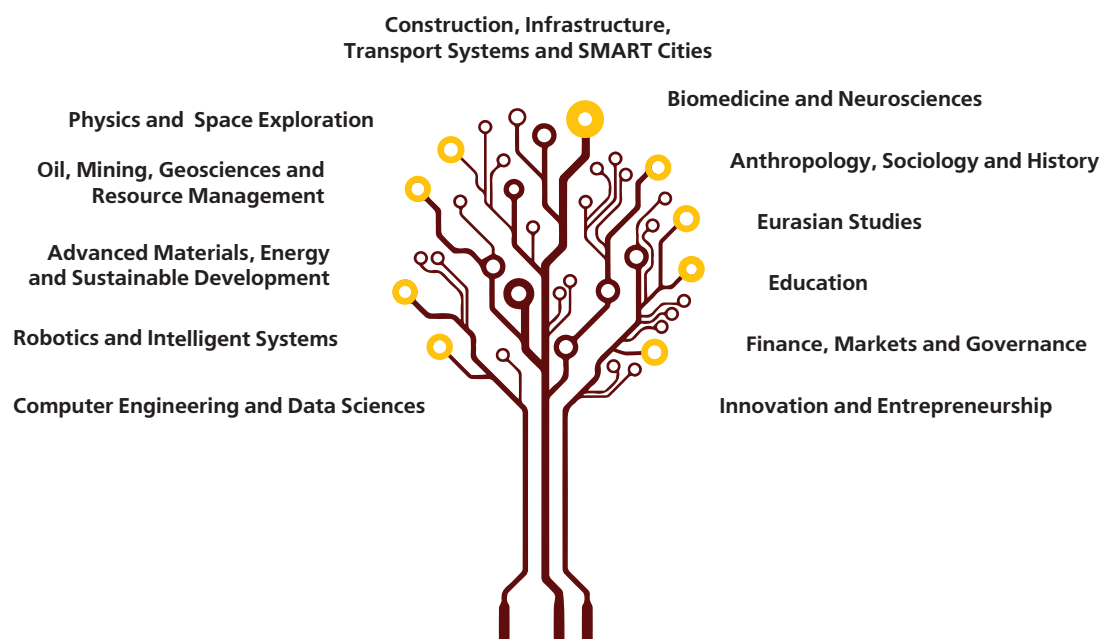 Construction, Infrastructure,
Transport Systems and SMART Cities
Physics and Space Exploration
Oil, Mining, Geosciences and
Resource Management
Advanced Materials, Energy
and Sustainable Development
Robotics and Intelligent Systems
Computer Engineering and Data Sciences
Biomedicine and Neurosciences
Anthropology, Sociology and History
Eurasian Studies
Education
Finance, Markets and Governance
Innovation and Entrepreneurship